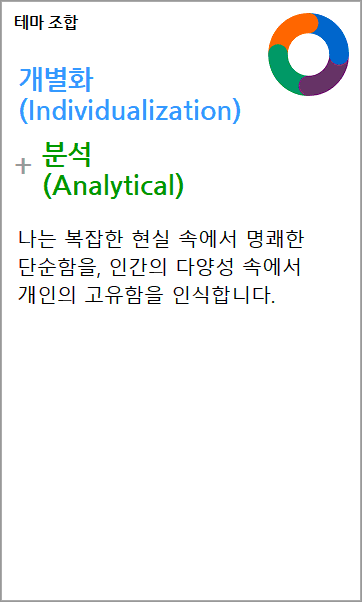 테마 조합
개별화
(Individualization)
+ 분석
(Analytical)
나는 복잡한 현실 속에서 명쾌한
단순함을, 인간의 다양성 속에서
개인의 고유함을 인식합니다.